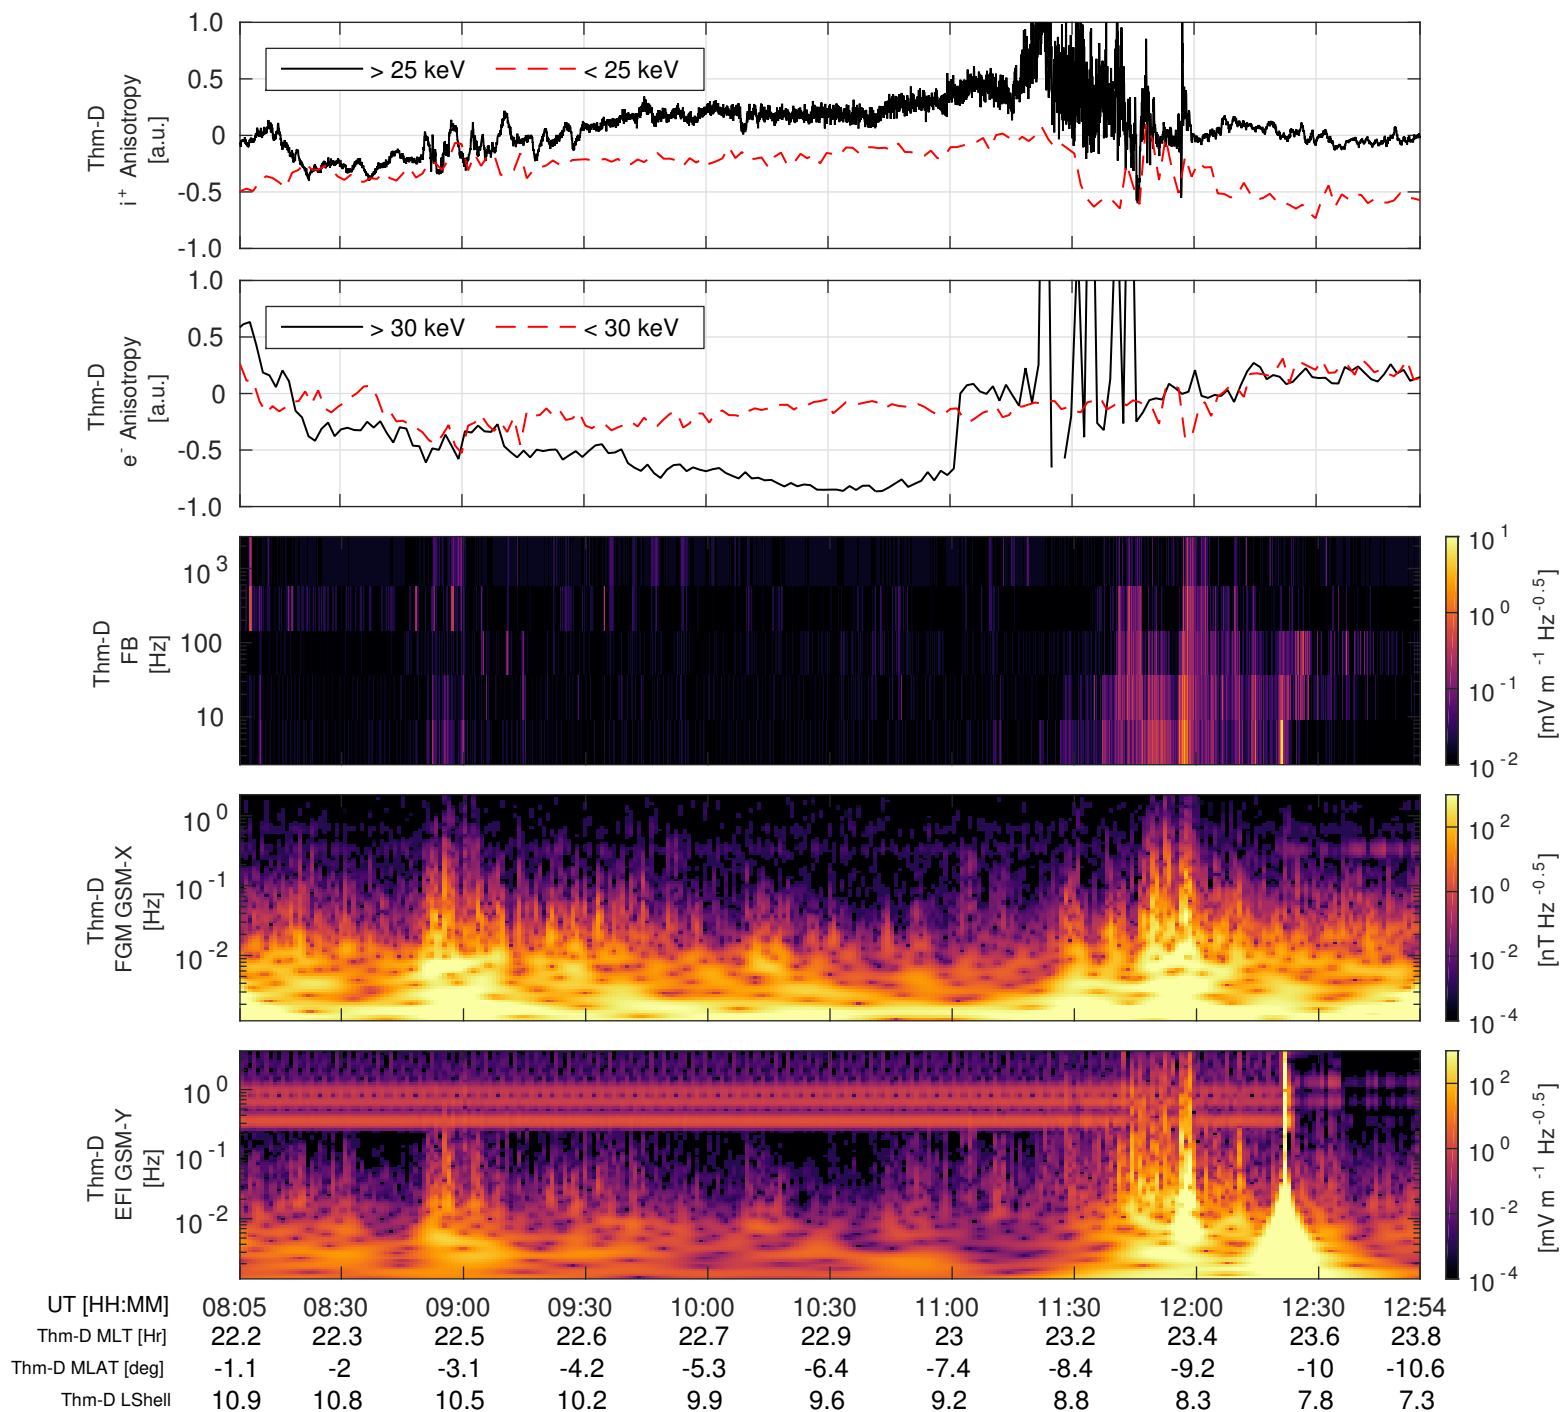 Thm-D
i+ Anisotropy
[a.u.]
1.0
0.5
0
-0.5
-1.0
> 25 keV < 25 keV
Thm-D
e- Anisotropy
[a.u.]
1.0
0.5
0
-0.5
-1.0
> 30 keV < 30 keV
Thm-D
FB
[Hz]
10^3
100
10
10^1
10^0
10^-1
10^-2
[mV m^-1 Hz^-0.5]
Thm-D
FGM GSM-X
[Hz]
10^0
10^-1
10^-2
10^2
10^0
10^-2
10^-4
[nT Hz^-0.5]
Thm-D
EFI GSM-Y
[Hz]
10^0
10^-1
10^-2
10^2
10^0
10^-2
10^-4
[mV m^-1 Hz^-0.5]
UT [HH:MM] 08:05 08:30 09:00 09:30 10:00 10:30 11:00 11:30 12:00 12:30 12:54
Thm-D MLT [Hr] 22.2 22.3 22.5 22.6 22.7 22.9 23 23.2 23.4 23.6 23.8
Thm-D MLAT [deg] -1.1 -2 -3.1 -4.2 -5.3 -6.4 -7.4 -8.4 -9.2 -10 -10.6
Thm-D LShell 10.9 10.8 10.5 10.2 9.9 9.6 9.2 8.8 8.3 7.8 7.3